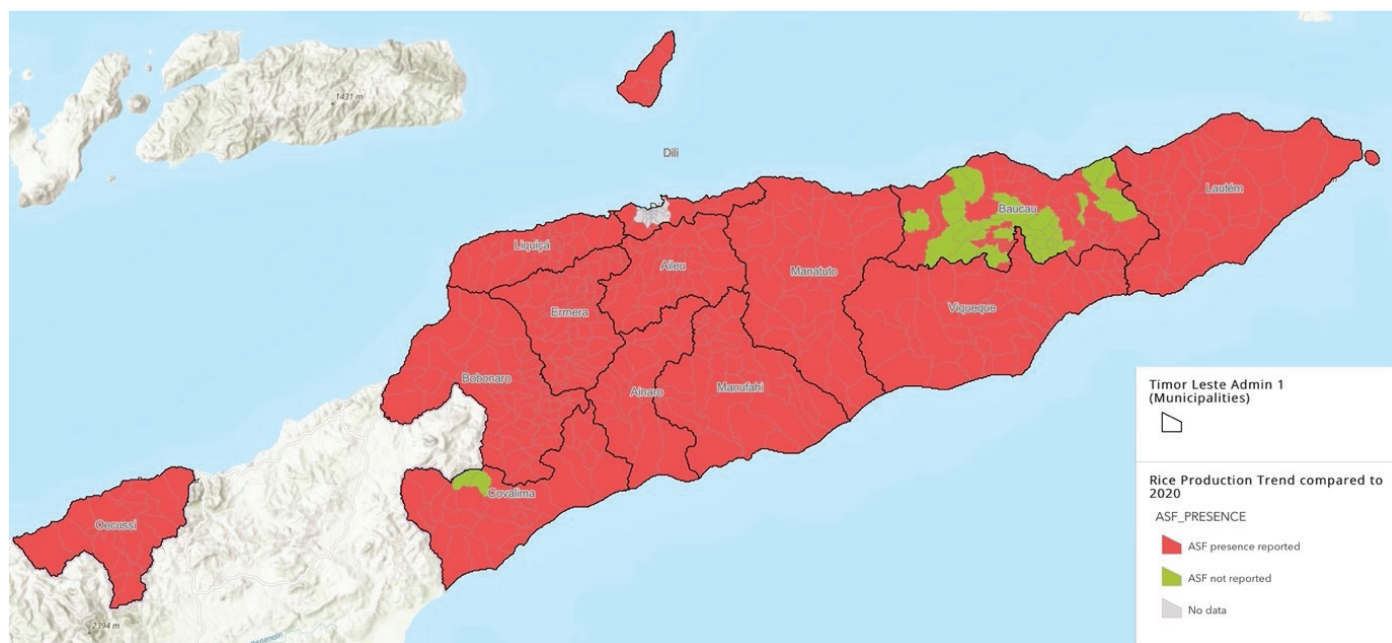 1431 m
Dili
D
Lautém
Baucau
Liquiçá
Aileu
Manatuto
Ermera
Viqueque
Bobonaro
Ainaro
Manufahi
Covalima
Oecussi
2394 m
Timor Leste Admin 1
(Municipalities)
Rice Production Trend compared to
2020
ASF_PRESENCE
ASF presence reported
ASF not reported
No data